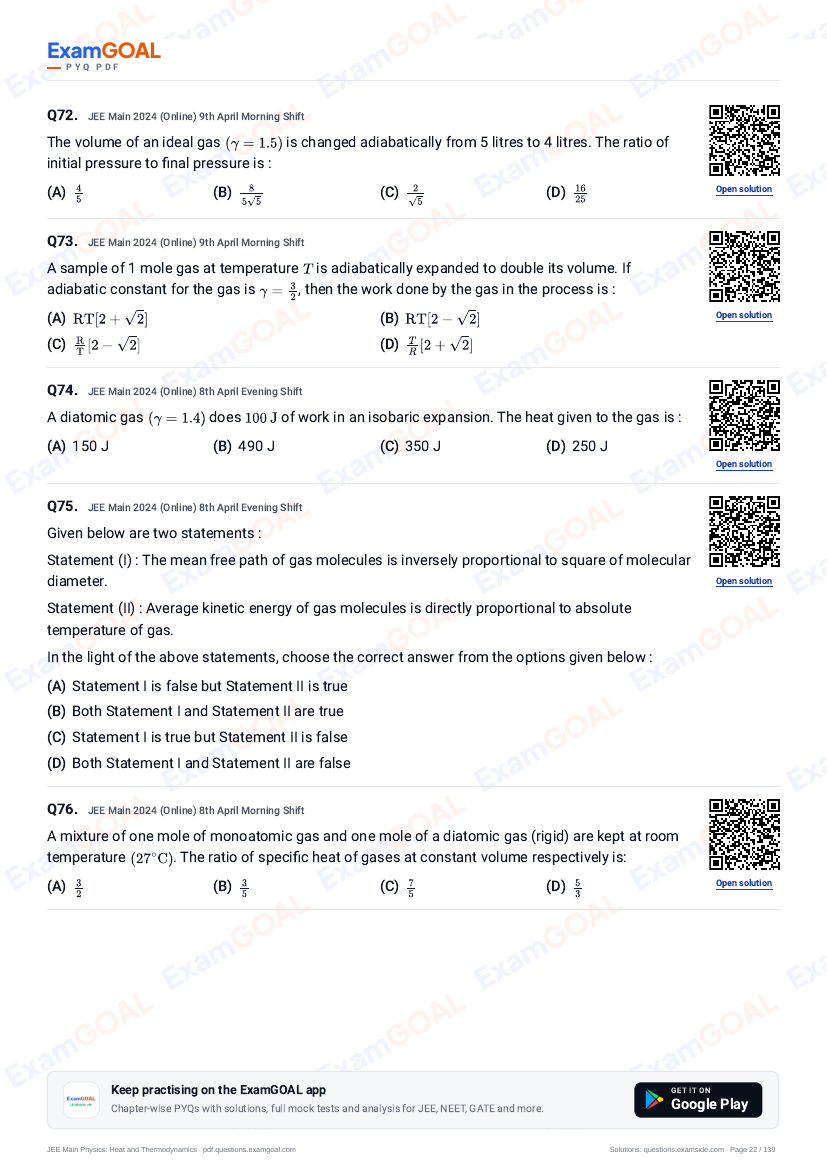 ExamGOAL
PYQ PDF
Q72. JEE Main 2024 (Online) 9th April Morning Shift
The volume of an ideal gas (γ = 1.5) is changed adiabatically from 5 litres to 4 litres. The ratio of
initial pressure to final pressure is :
(A) 4/5 (B) 8/5√5 (C) 2/√5 (D) 16/25
Open solution
Q73. JEE Main 2024 (Online) 9th April Morning Shift
A sample of 1 mole gas at temperature T is adiabatically expanded to double its volume. If
adiabatic constant for the gas is γ = 3/2, then the work done by the gas in the process is :
(A) RT[2 + √2] (B) RT[2 − √2]
(C) R/T [2 − √2] (D) T/R [2 + √2]
Open solution
Q74. JEE Main 2024 (Online) 8th April Evening Shift
A diatomic gas (γ = 1.4) does 100 J of work in an isobaric expansion. The heat given to the gas is :
(A) 150 J (B) 490 J (C) 350 J (D) 250 J
Open solution
Q75. JEE Main 2024 (Online) 8th April Evening Shift
Given below are two statements :
Statement (I) : The mean free path of gas molecules is inversely proportional to square of molecular
diameter.
Statement (II) : Average kinetic energy of gas molecules is directly proportional to absolute
temperature of gas.
In the light of the above statements, choose the correct answer from the options given below :
(A) Statement I is false but Statement II is true
(B) Both Statement I and Statement II are true
(C) Statement I is true but Statement II is false
(D) Both Statement I and Statement II are false
Open solution
Q76. JEE Main 2024 (Online) 8th April Morning Shift
A mixture of one mole of monoatomic gas and one mole of a diatomic gas (rigid) are kept at room
temperature (27°C). The ratio of specific heat of gases at constant volume respectively is:
(A) 3/2 (B) 3/5 (C) 7/5 (D) 5/3
Open solution
Keep practising on the ExamGOAL app
Chapter-wise PYQs with solutions, full mock tests and analysis for JEE, NEET, GATE and more.
GET IT ON
Google Play
JEE Main Physics: Heat and Thermodynamics · pdf.questions.examgoal.com
Solutions: questions.examside.com · Page 22 / 139